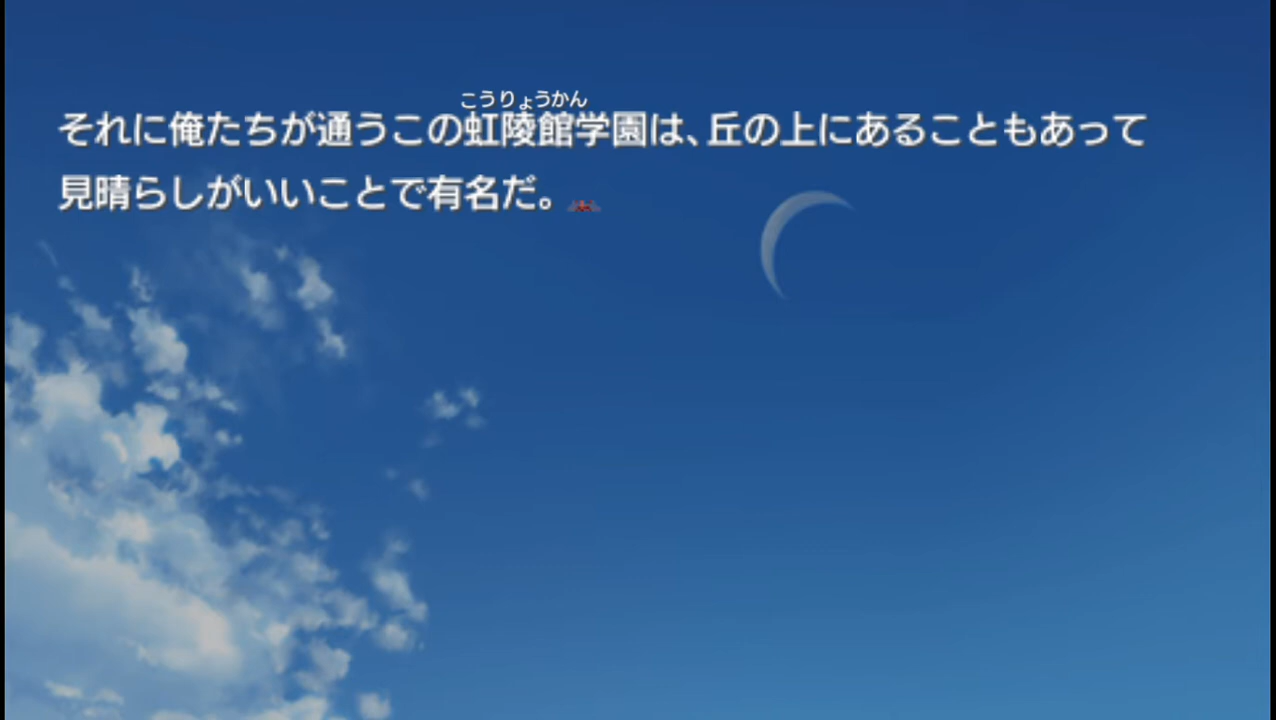 こうりょうかん
それに俺たちが通うこの虹陵館学園は、丘の上にあることもあって
見晴らしがいいことで有名だ。